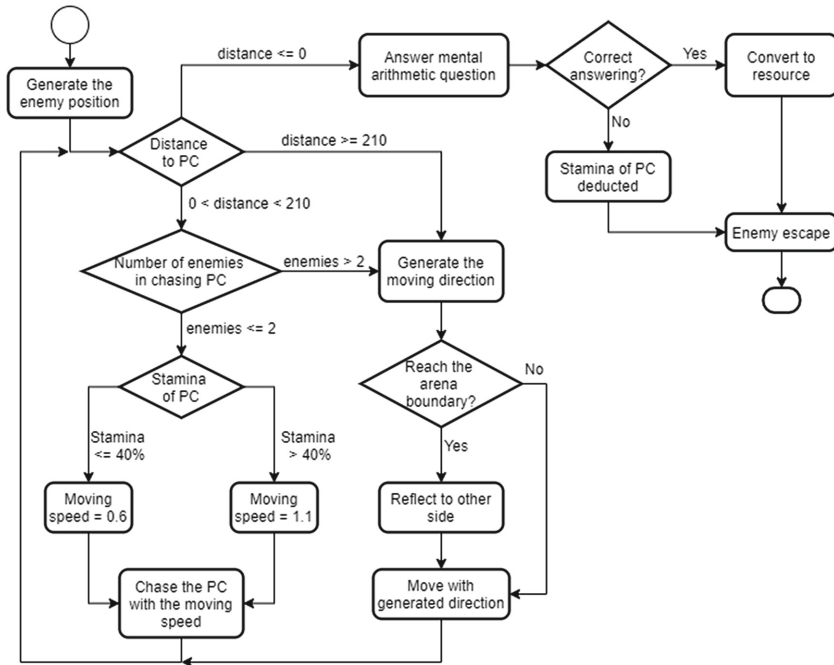 Generate the
enemy position
distance <= 0
Answer mental
arithmetic question
Correct
answering?
Yes
Convert to
resource
No
Stamina of PC
deducted
Enemy escape
Distance
to PC
distance >= 210
0 < distance < 210
Number of enemies
in chasing PC
enemies > 2
Generate the
moving direction
enemies <= 2
Stamina
of PC
Reach the
arena
boundary?
No
Yes
Stamina
<= 40%
Stamina
> 40%
Moving
speed = 0.6
Moving
speed = 1.1
Reflect to other
side
Chase the PC
with the moving
speed
Move with
generated direction